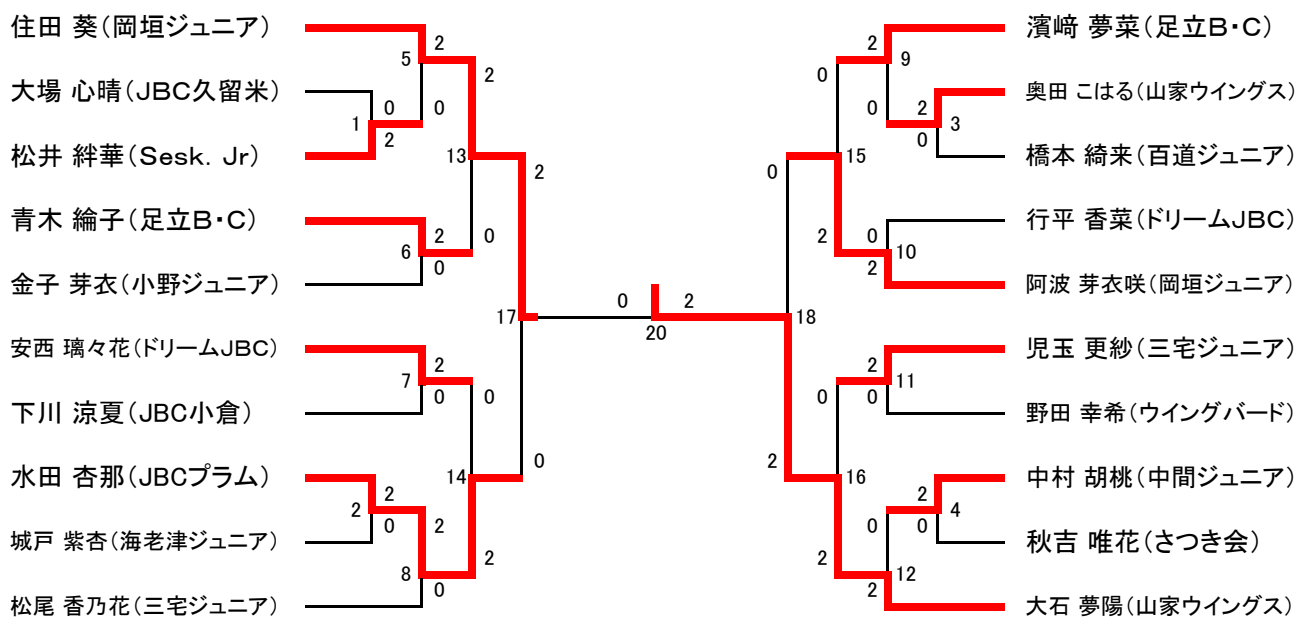 住田 葵(岡垣ジュニア)
大場 心晴(JBC久留米)
松井 絆華(Sesk. Jr)
青木 綸子(足立B・C)
金子 芽衣(小野ジュニア)
安西 璃々花(ドリームJBC)
下川 涼夏(JBC小倉)
水田 杏那(JBCプラム)
城戸 紫杏(海老津ジュニア)
松尾 香乃花(三宅ジュニア)
5
2
1
0
0
2
2
13
6
2
0
0
2
7
2
0
0
14
2
2
0
2
8
0
2
0
17
0
2
20
濱﨑 夢菜(足立B・C)
奥田 こはる(山家ウイングス)
橋本 綺来(百道ジュニア)
行平 香菜(ドリームJBC)
阿波 芽衣咲(岡垣ジュニア)
児玉 更紗(三宅ジュニア)
野田 幸希(ウイングバード)
中村 胡桃(中間ジュニア)
秋吉 唯花(さつき会)
大石 夢陽(山家ウイングス)
2
9
0
0
2
3
0
0
15
2
0
10
2
18
2
11
0
0
2
16
2
4
0
0
2
12
2